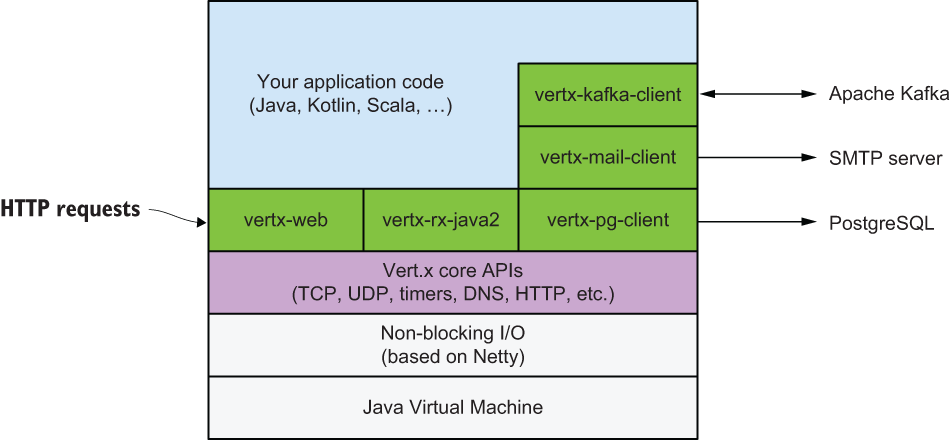 Your application code
(Java, Kotlin, Scala, …)
vertx-kafka-client
Apache Kafka
vertx-mail-client
SMTP server
HTTP requests
vertx-web
vertx-rx-java2
vertx-pg-client
PostgreSQL
Vert.x core APIs
(TCP, UDP, timers, DNS, HTTP, etc.)
Non-blocking I/O
(based on Netty)
Java Virtual Machine